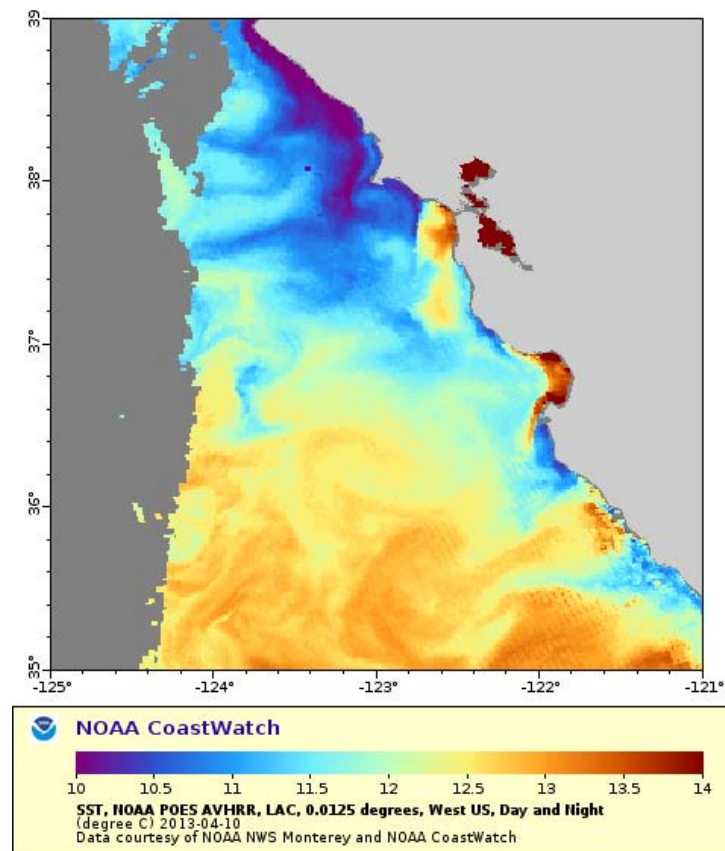 39
38°
37°
36°
35°
-125° -124° -123° -122° -121°
NOAA CoastWatch
10 10.5 11 11.5 12 12.5 13 13.5 14
SST, NOAA POES AVHRR, LAC, 0.0125 degrees, West US, Day and Night
(degree C) 2013-04-10
Data courtesy of NOAA NWS Monterey and NOAA CoastWatch